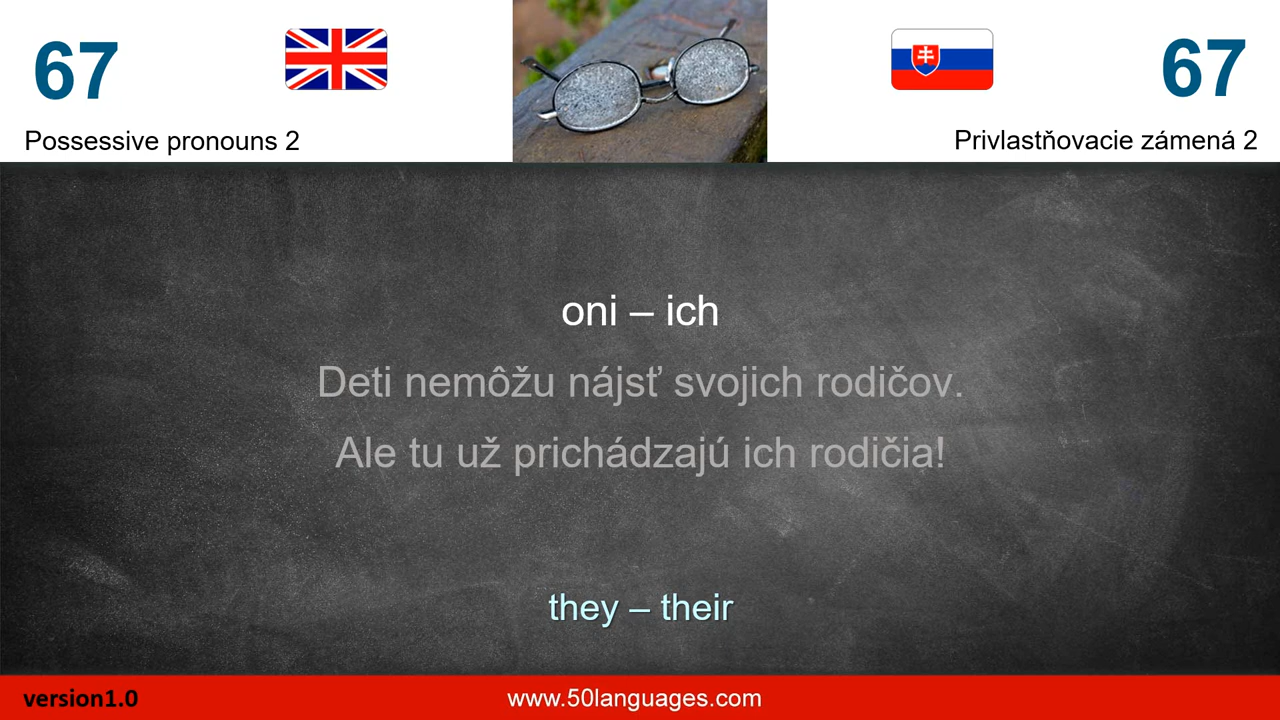 67
67
Possessive pronouns 2
Privlastňovacie zámená 2
oni – ich
Deti nemôžu nájsť svojich rodičov.
Ale tu už prichádzajú ich rodičia!
they – their
version1.0
www.50languages.com